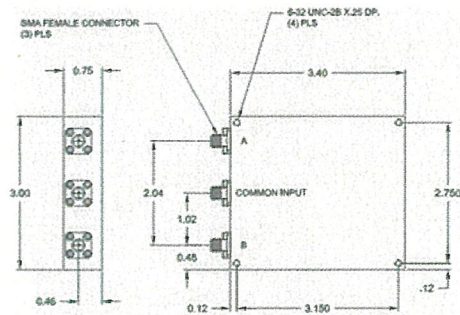 SMA FEMALE CONNECTOR
(3) PLS
6-32 UNC-2B X.25 DP.
(4) PLS
0.75
3.40
A
3.00
2.04
COMMON INPUT
2.750
1.02
B
0.45
.12
0.46
0.12
3.150